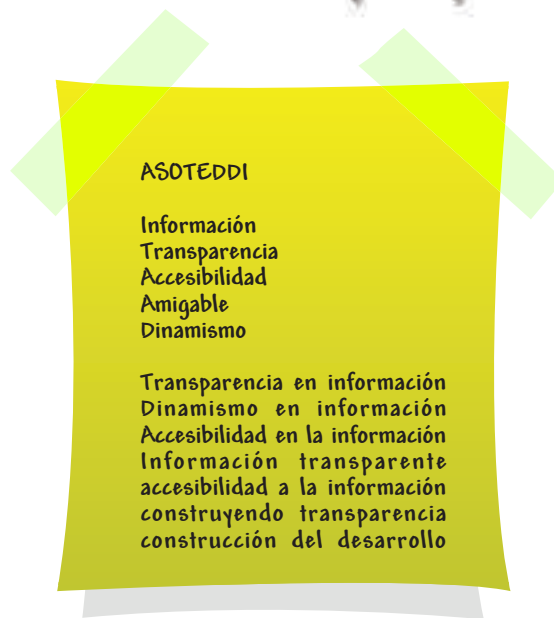 ASOTEDDI
Información
Transparencia
Accesibilidad
Amigable
Dinamismo
Transparencia en información
Dinamismo en información
Accesibilidad en la información
Información transparente
accesibilidad a la información
construyendo transparencia
construcción del desarrollo